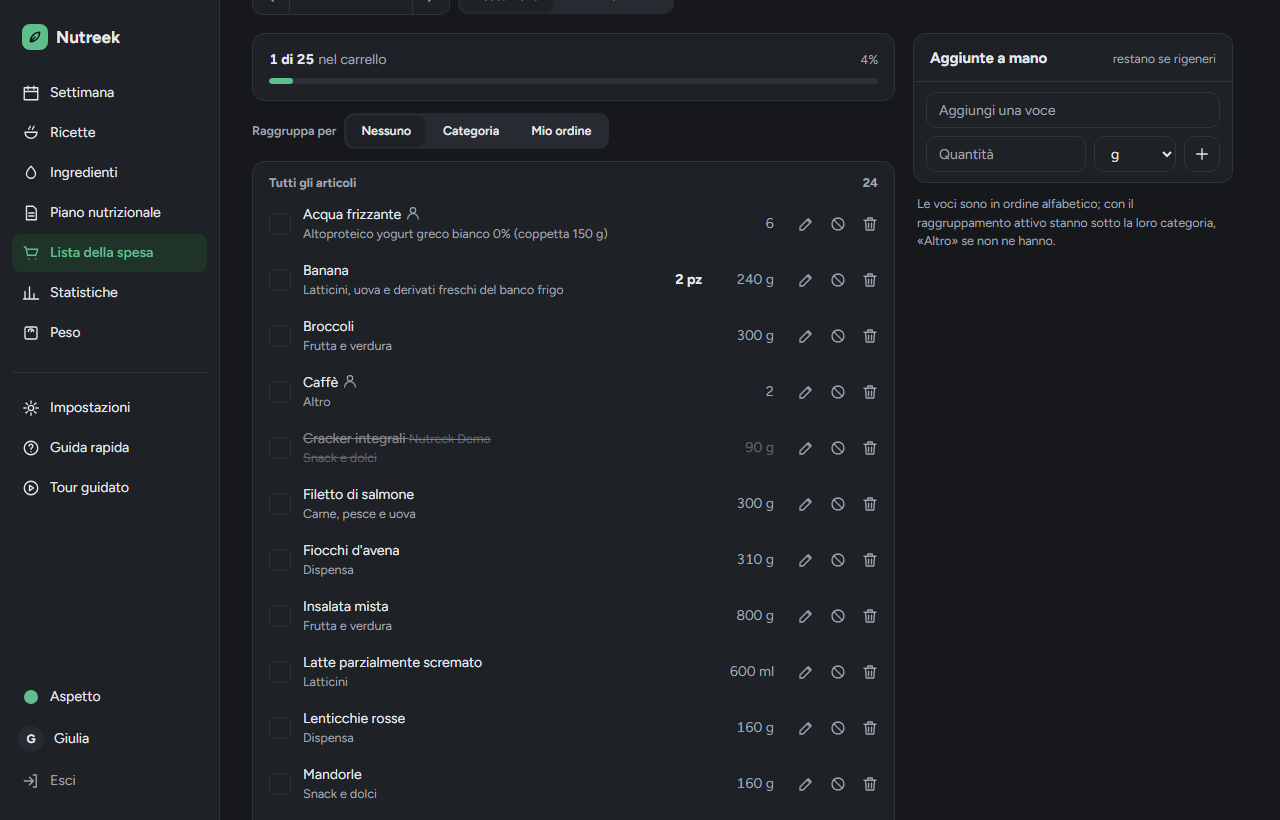 Nutreek
Settimana
Ricette
Ingredienti
Piano nutrizionale
Lista della spesa
Statistiche
Peso
Impostazioni
Guida rapida
Tour guidato
Aspetto
G Giulia
Esci
1 di 25 nel carrello 4%
Raggruppa per Nessuno Categoria Mio ordine
Tutti gli articoli 24
Acqua frizzante 6
Altoproteico yogurt greco bianco 0% (coppetta 150 g)
Banana 2 pz 240 g
Latticini, uova e derivati freschi del banco frigo
Broccoli 300 g
Frutta e verdura
Caffè 2
Altro
Cracker integrali Nutreek Demo 90 g
Snack e dolci
Filetto di salmone 300 g
Carne, pesce e uova
Fiocchi d'avena 310 g
Dispensa
Insalata mista 800 g
Frutta e verdura
Latte parzialmente scremato 600 ml
Latticini
Lenticchie rosse 160 g
Dispensa
Mandorle 160 g
Snack e dolci
Aggiunte a mano restano se rigeneri
Aggiungi una voce
Quantità g
Le voci sono in ordine alfabetico; con il
raggruppamento attivo stanno sotto la loro categoria,
«Altro» se non ne hanno.